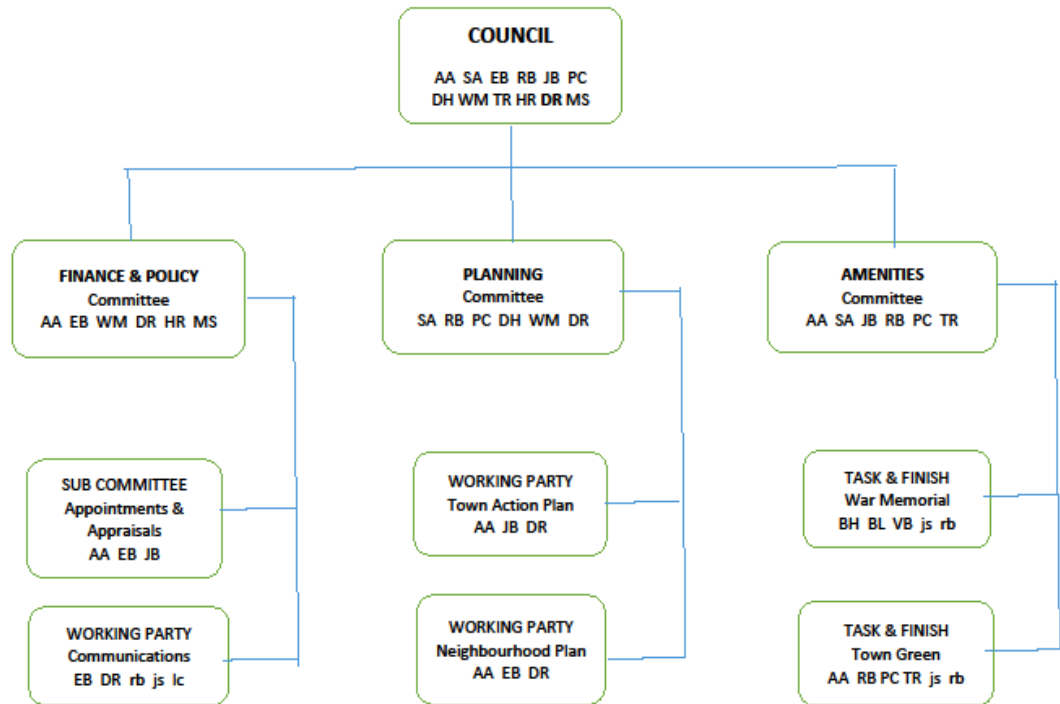 COUNCIL
AA SA EB RB JB PC
DH WM TR HR DR MS
FINANCE & POLICY
Committee
AA EB WM DR HR MS
PLANNING
Committee
SA RB PC DH WM DR
AMENITIES
Committee
AA SA JB RB PC TR
SUB COMMITTEE
Appointments &
Appraisals
AA EB JB
WORKING PARTY
Town Action Plan
AA JB DR
TASK & FINISH
War Memorial
BH BL VB js rb
WORKING PARTY
Communications
EB DR rb js lc
WORKING PARTY
Neighbourhood Plan
AA EB DR
TASK & FINISH
Town Green
AA RB PC TR js rb